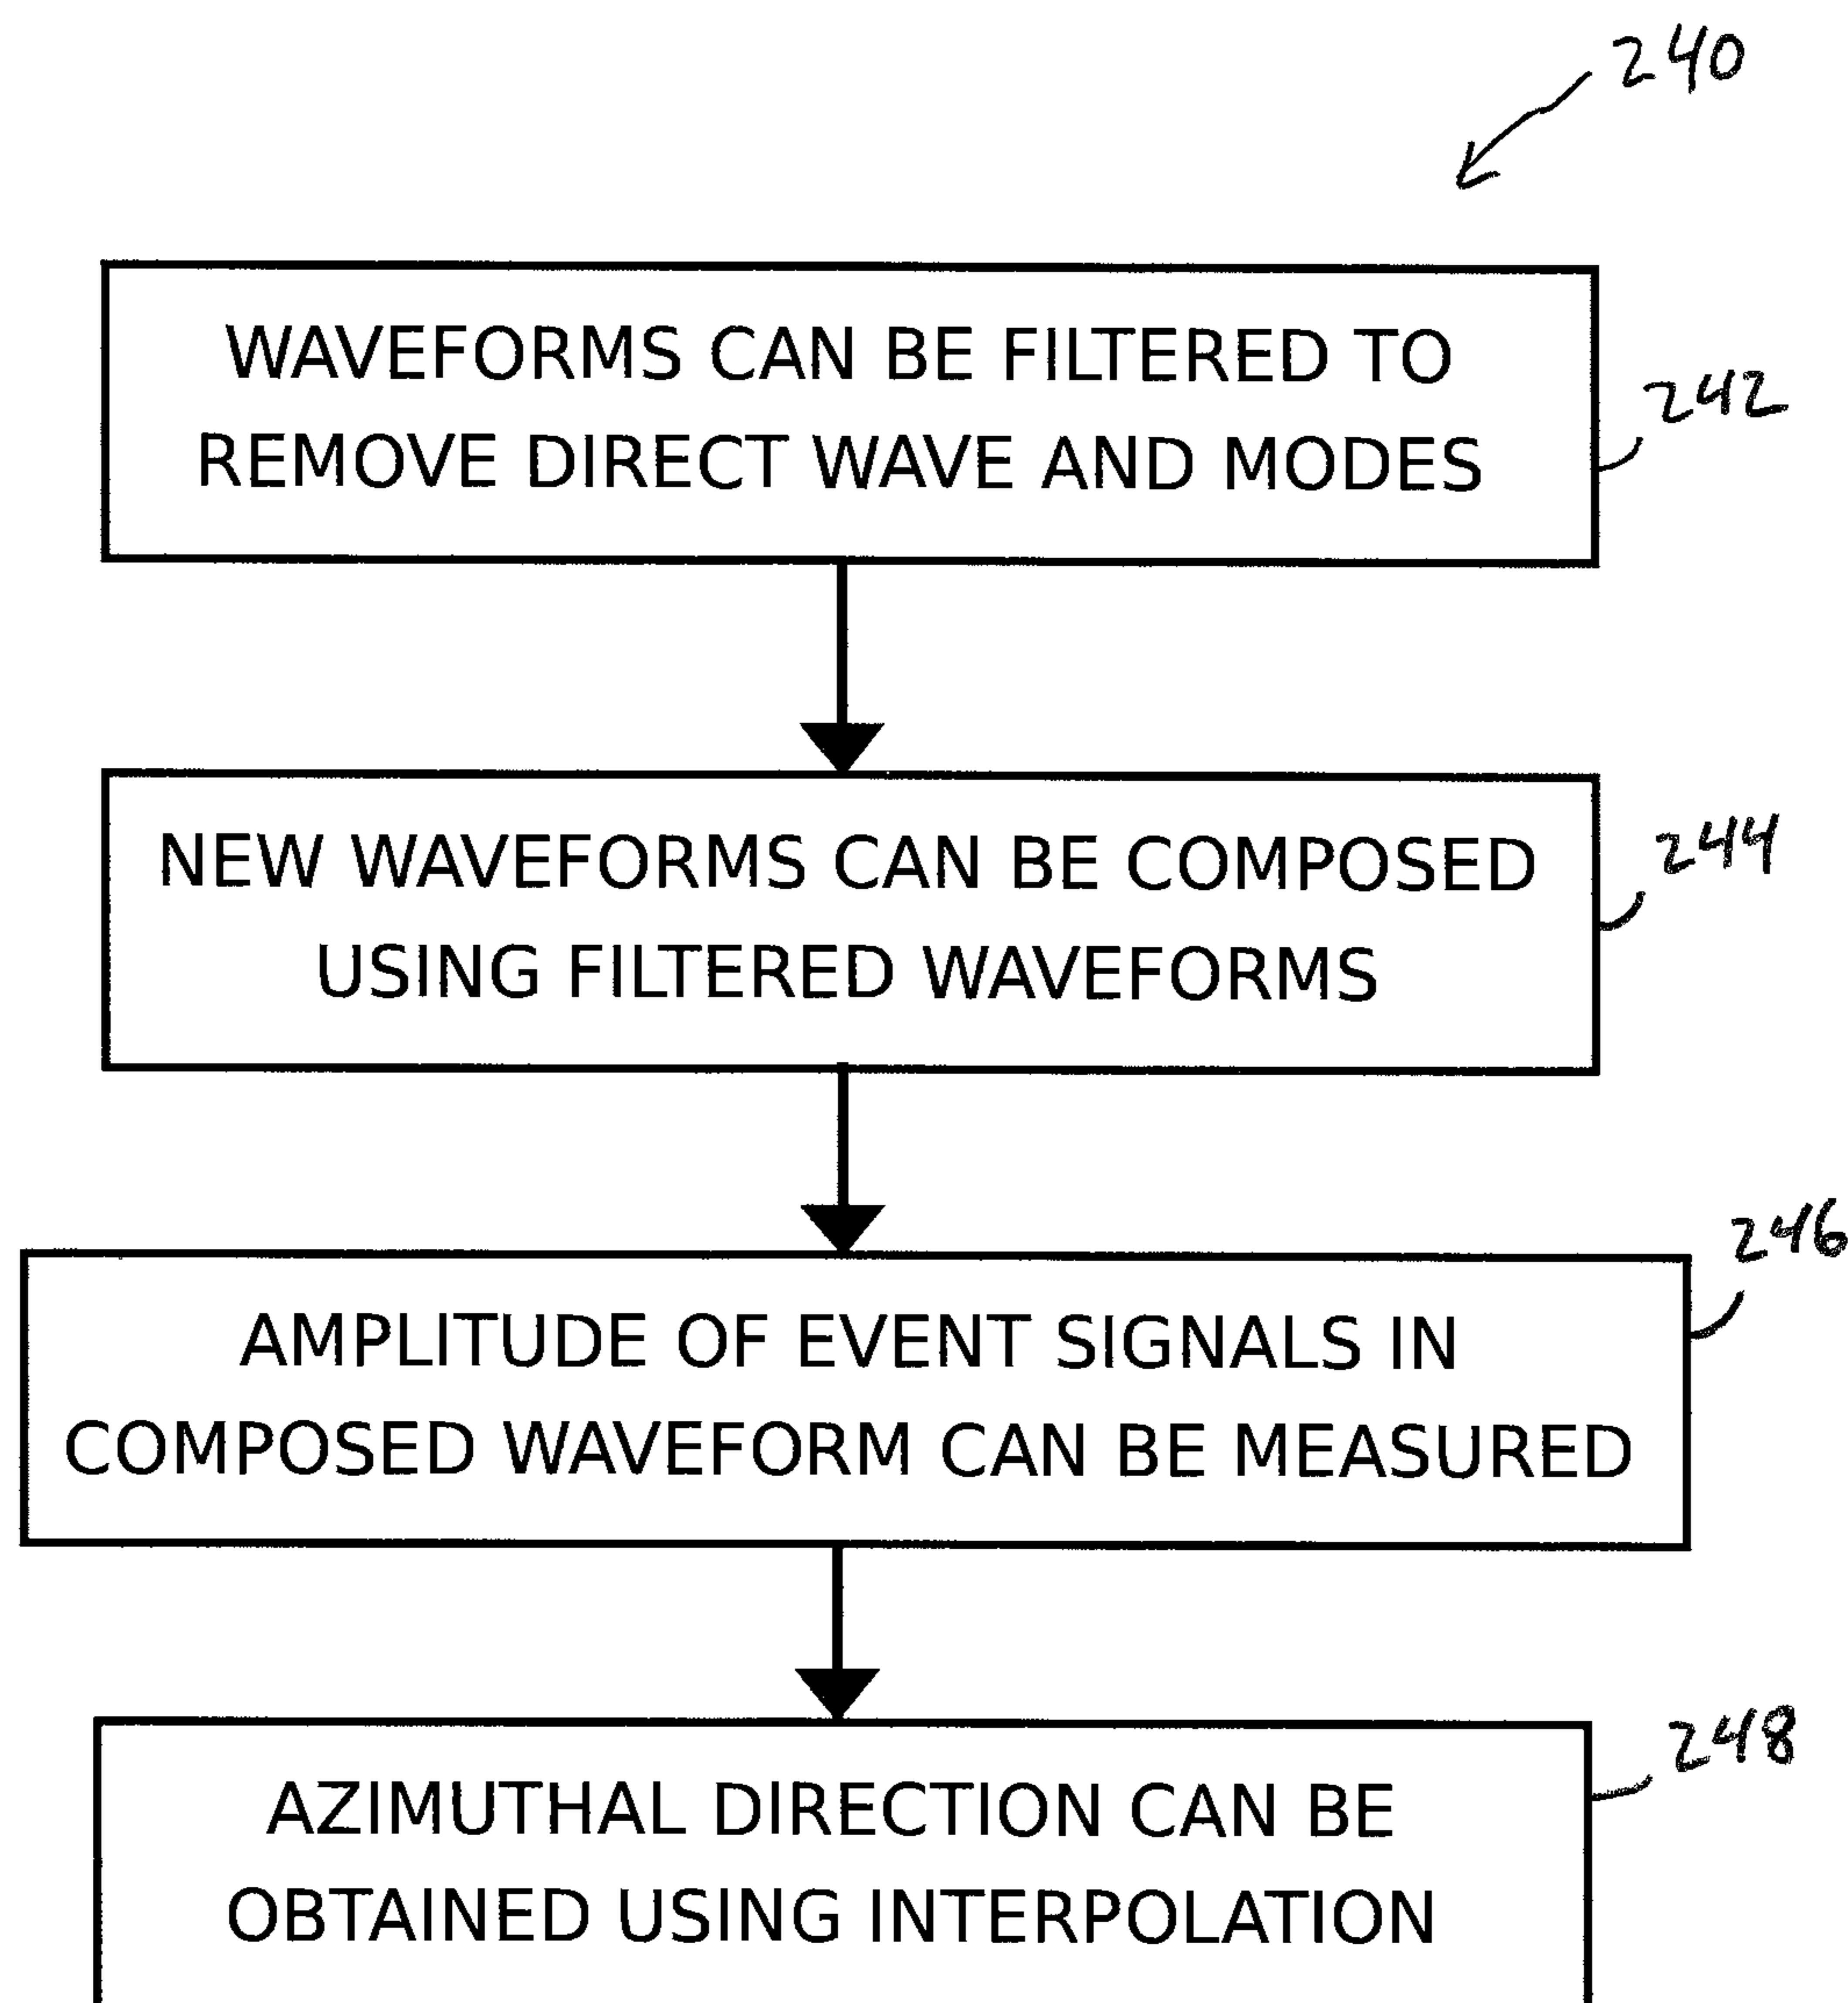 240
WAVEFORMS CAN BE FILTERED TO
REMOVE DIRECT WAVE AND MODES
242
NEW WAVEFORMS CAN BE COMPOSED
USING FILTERED WAVEFORMS
244
AMPLITUDE OF EVENT SIGNALS IN
COMPOSED WAVEFORM CAN BE MEASURED
246
AZIMUTHAL DIRECTION CAN BE
OBTAINED USING INTERPOLATION
248